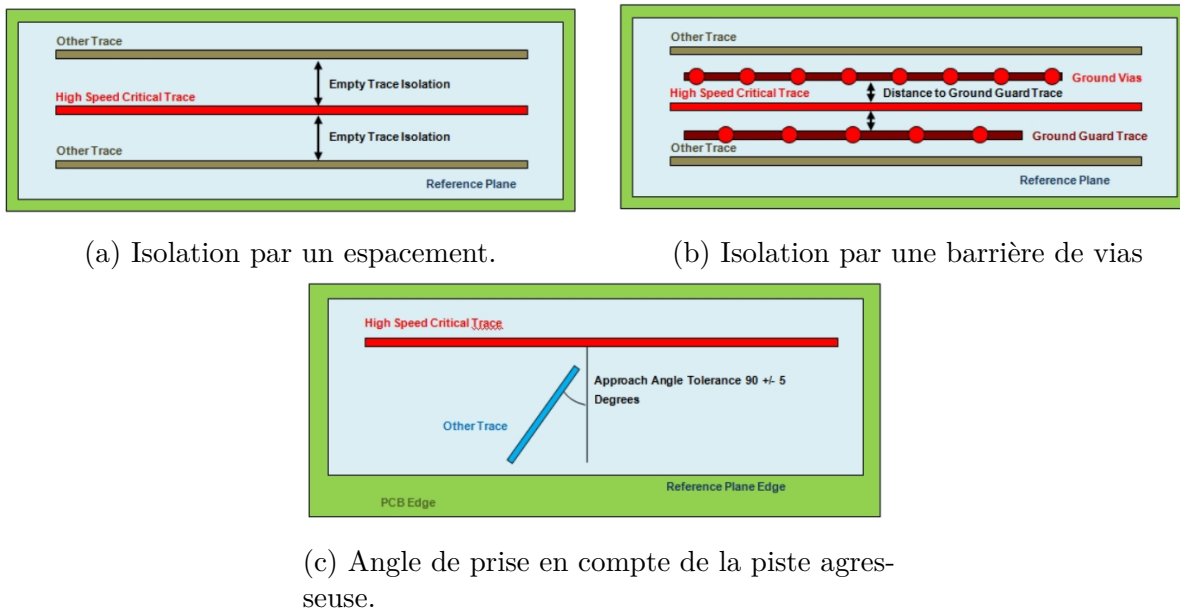 Other Trace
Empty Trace Isolation
High Speed Critical Trace
Empty Trace Isolation
Other Trace
Reference Plane
(a) Isolation par un espacement.
Other Trace
Ground Vias
High Speed Critical Trace
Distance to Ground Guard Trace
Ground Guard Trace
Other Trace
Reference Plane
(b) Isolation par une barrière de vias
High Speed Critical Trace
Approach Angle Tolerance 90 +/- 5
Degrees
Other Trace
Reference Plane Edge
PCB Edge
(c) Angle de prise en compte de la piste agres-
seuse.